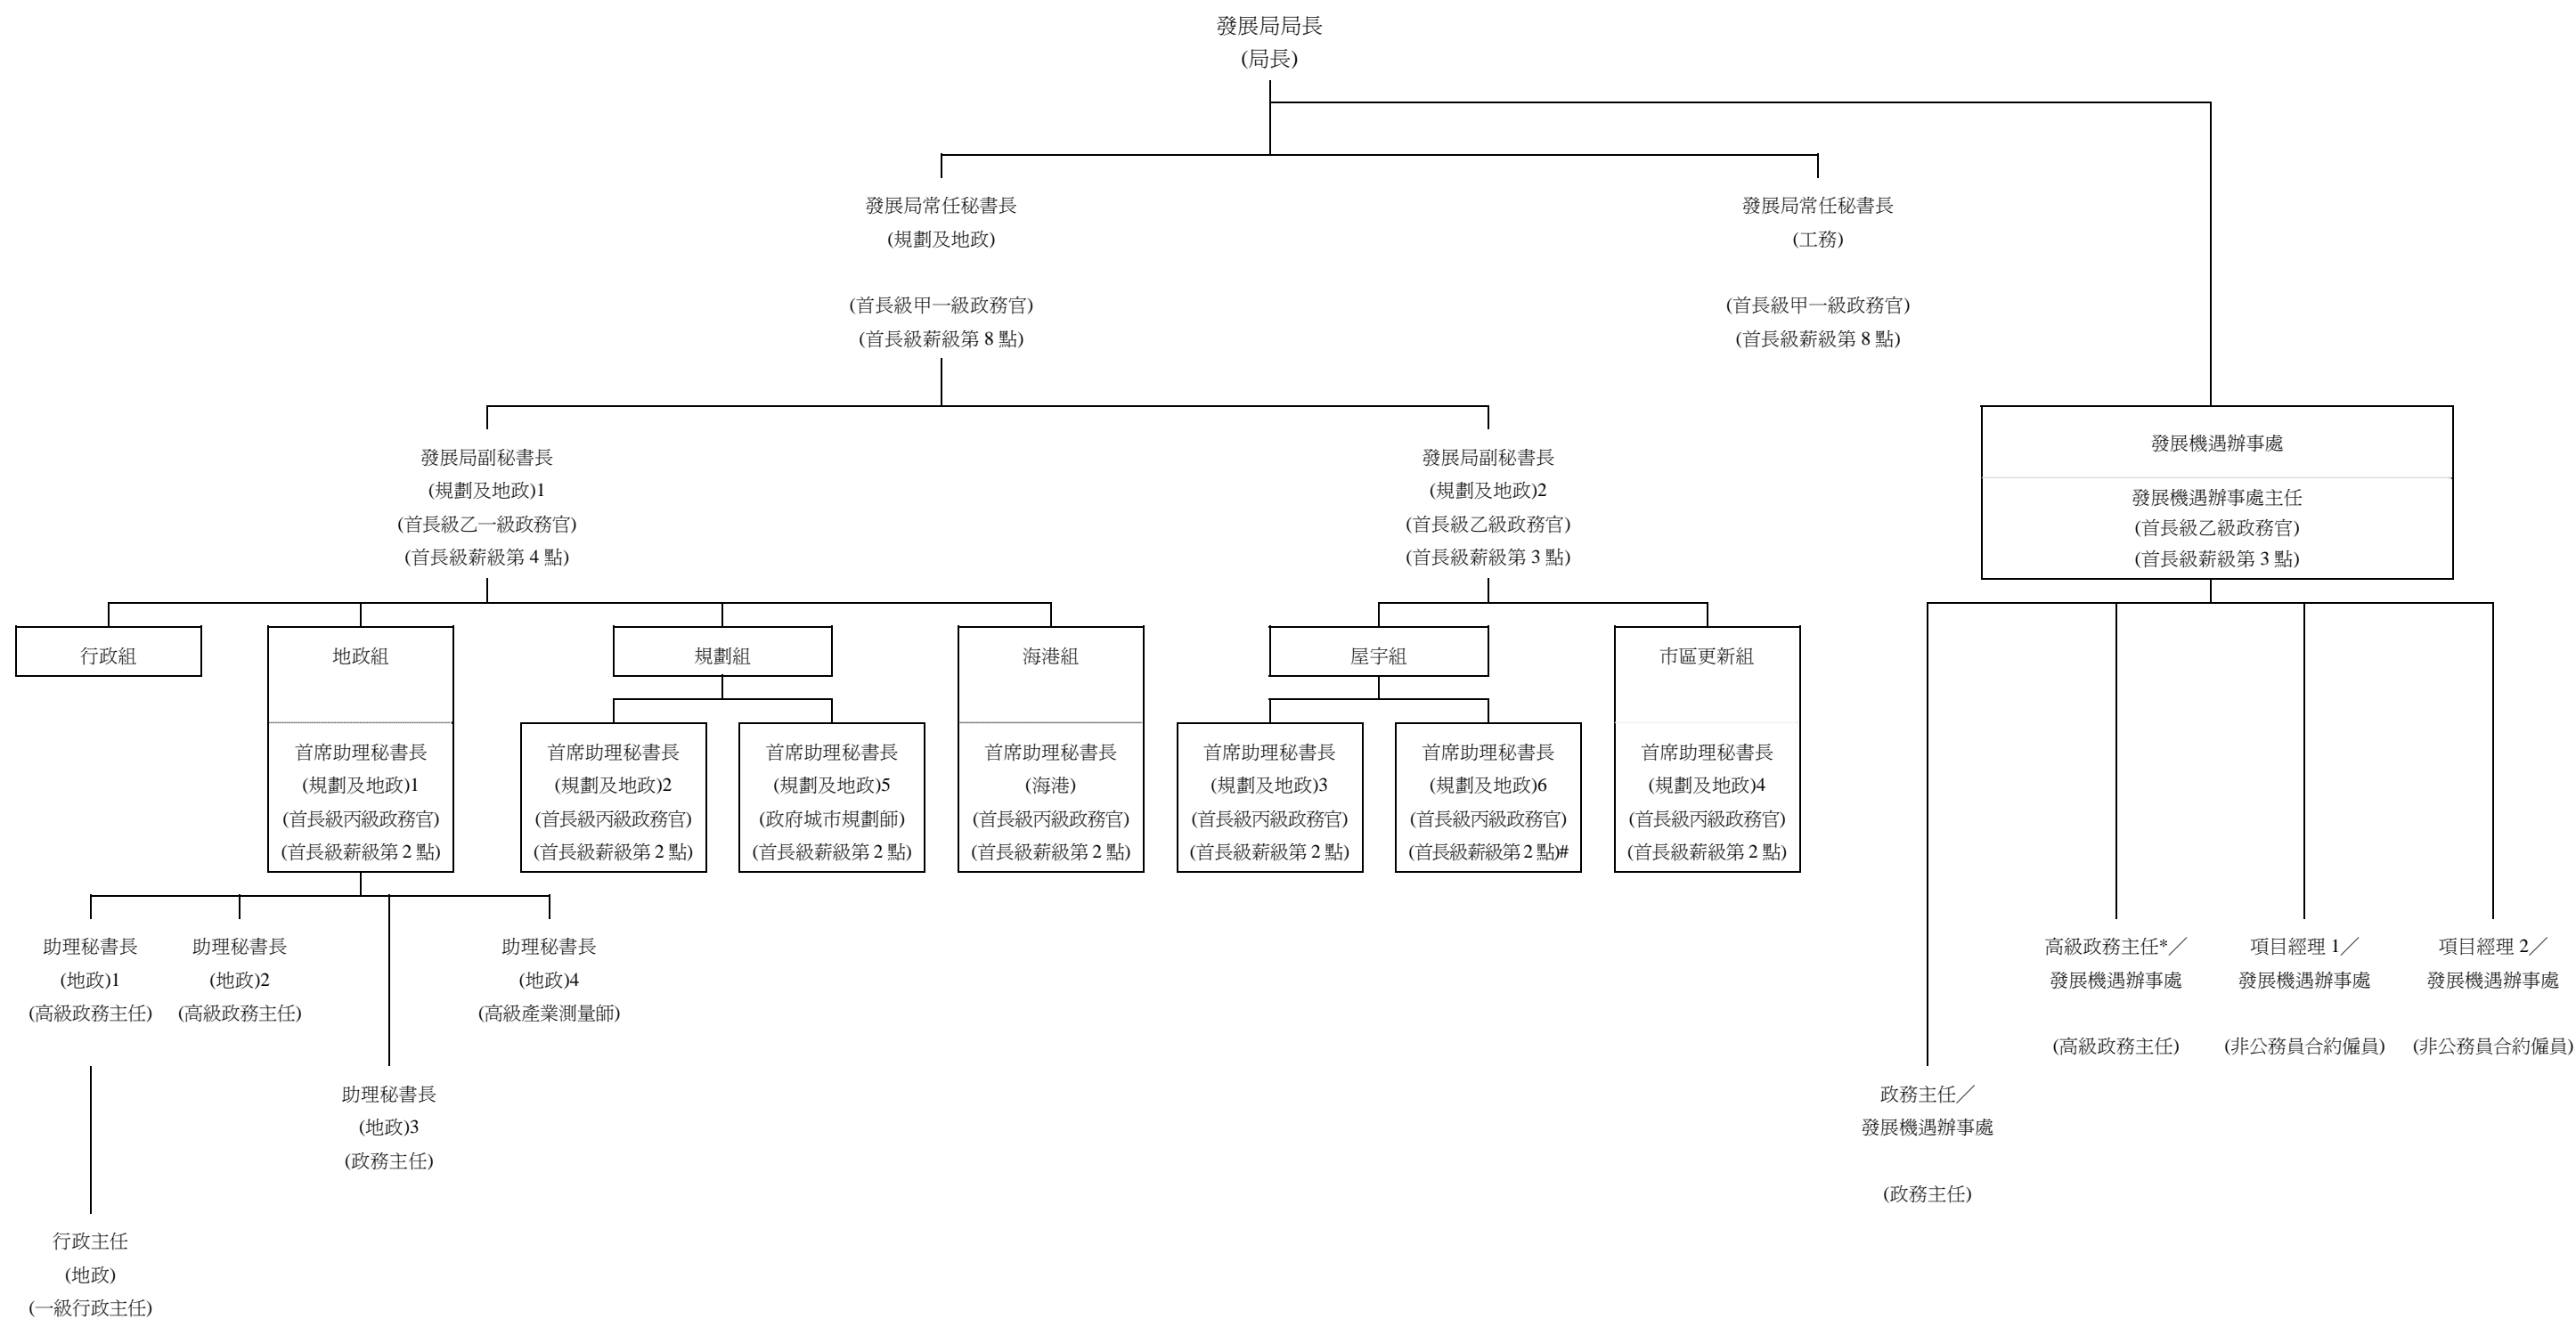 發展局局長
(局長)
發展局常任秘書長
(規劃及地政)
(首長級甲一級政務官)
(首長級薪級第 8 點)
發展局常任秘書長
(工務)
(首長級甲一級政務官)
(首長級薪級第 8 點)
發展局副秘書長
(規劃及地政)1
(首長級乙一級政務官)
(首長級薪級第 4 點)
發展局副秘書長
(規劃及地政)2
(首長級乙級政務官)
(首長級薪級第 3 點)
發展機遇辦事處
發展機遇辦事處主任
(首長級乙級政務官)
(首長級薪級第 3 點)
行政組
地政組
規劃組
海港組
屋宇組
市區更新組
首席助理秘書長
(規劃及地政)1
(首長級丙級政務官)
(首長級薪級第 2 點)
首席助理秘書長
(規劃及地政)2
(首長級丙級政務官)
(首長級薪級第 2 點)
首席助理秘書長
(規劃及地政)5
(政府城市規劃師)
(首長級薪級第 2 點)
首席助理秘書長
(海港)
(首長級丙級政務官)
(首長級薪級第 2 點)
首席助理秘書長
(規劃及地政)3
(首長級丙級政務官)
(首長級薪級第 2 點)
首席助理秘書長
(規劃及地政)6
(首長級丙級政務官)
(首長級薪級第 2 點)#
首席助理秘書長
(規劃及地政)4
(首長級丙級政務官)
(首長級薪級第 2 點)
助理秘書長
(地政)1
(高級政務主任)
助理秘書長
(地政)2
(高級政務主任)
助理秘書長
(地政)4
(高級產業測量師)
高級政務主任*／
發展機遇辦事處
(高級政務主任)
項目經理 1／
發展機遇辦事處
(非公務員合約僱員)
項目經理 2／
發展機遇辦事處
(非公務員合約僱員)
助理秘書長
(地政)3
(政務主任)
政務主任／
發展機遇辦事處
(政務主任)
行政主任
(地政)
(一級行政主任)